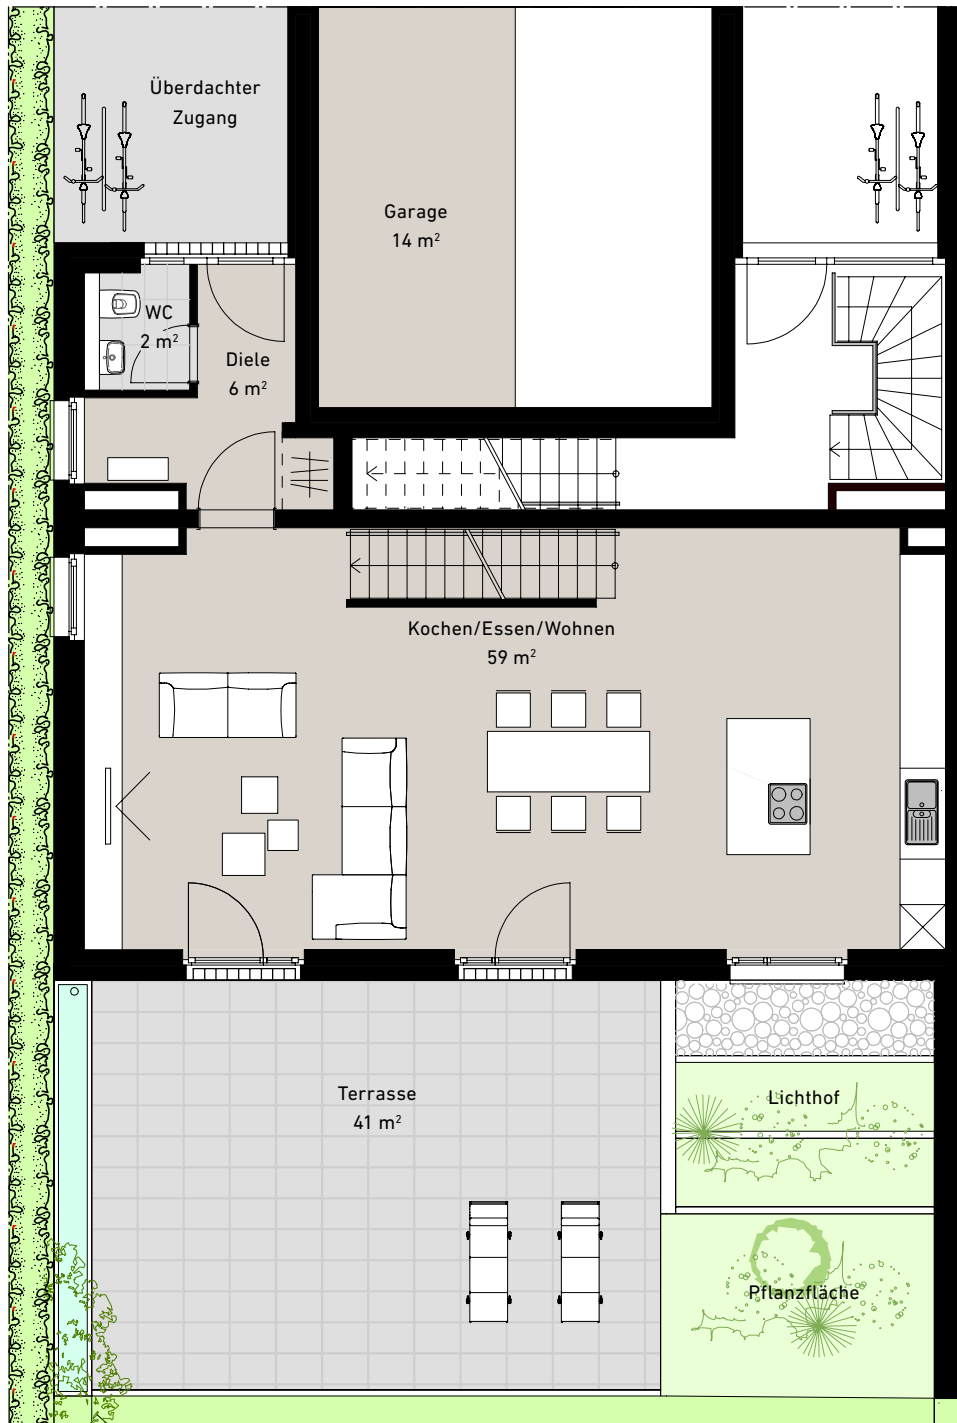 Überdachter
Zugang
Garage
14 m²
WC
2 m²
Diele
6 m²
Kochen/Essen/Wohnen
59 m²
Terrasse
41 m²
Lichthof
Pflanzfläche